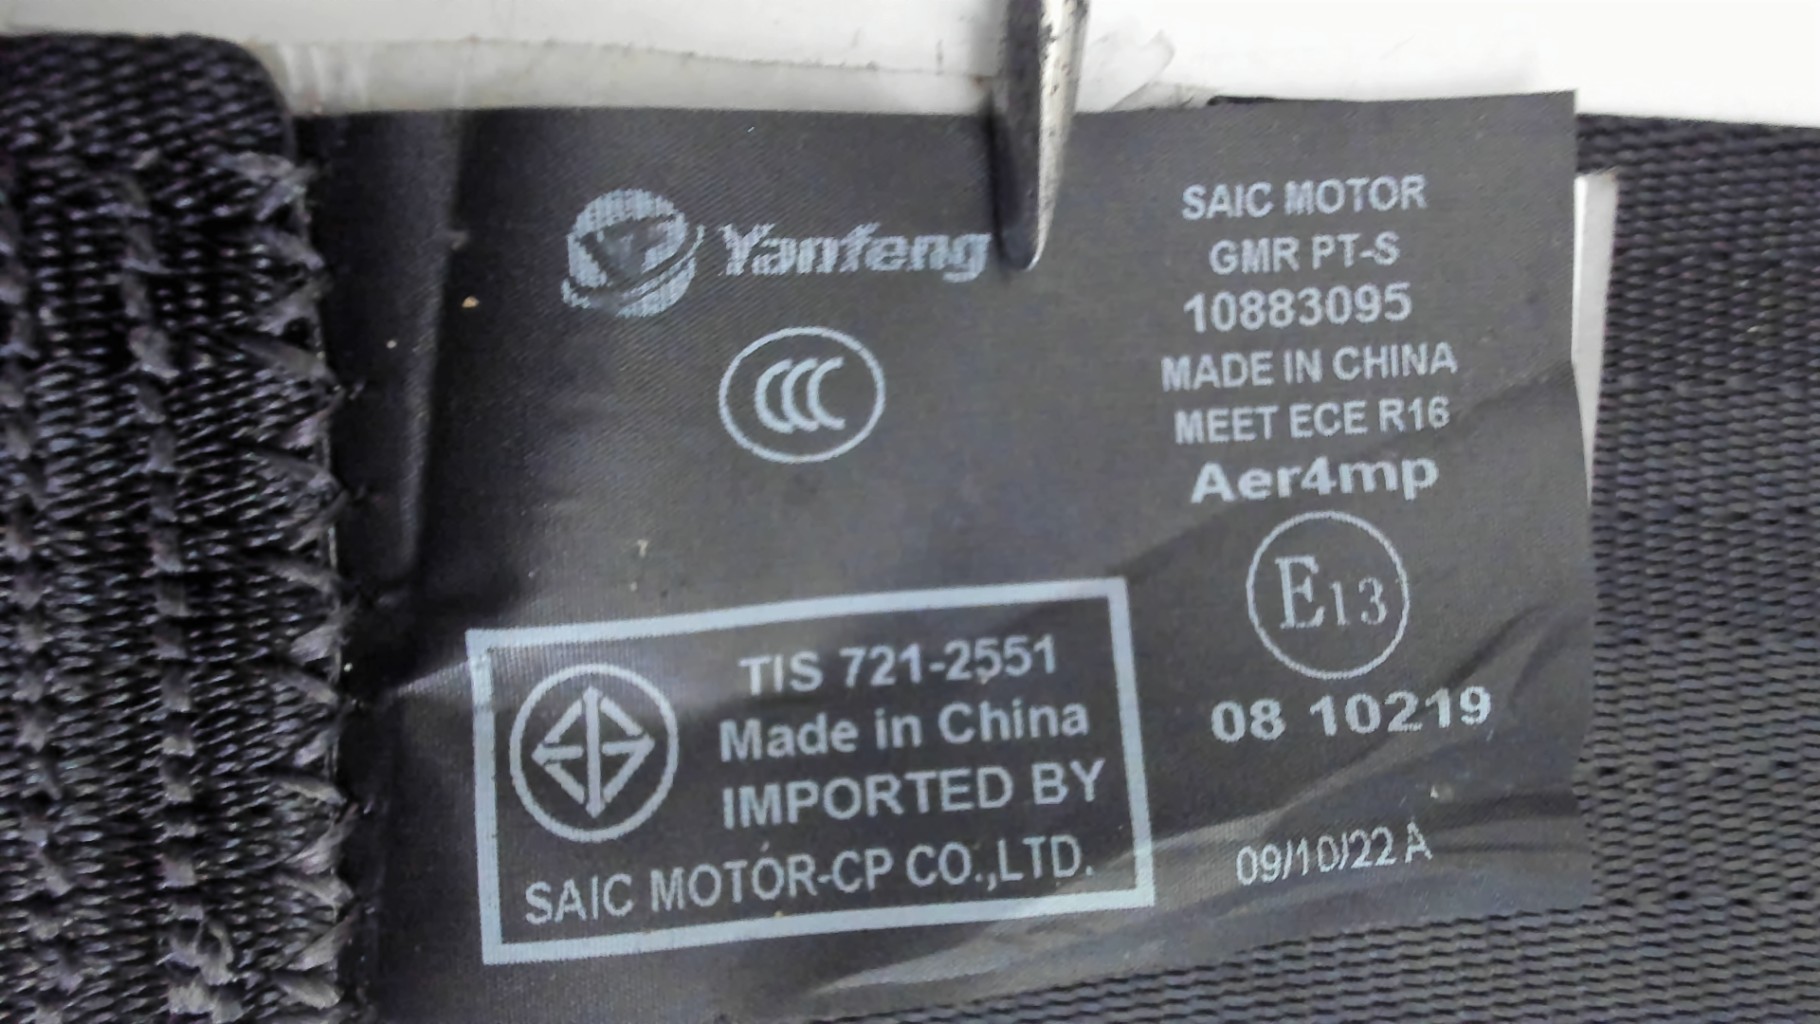 Yanfeng
CCC
SAIC MOTOR
GMR PT-S
10883095
MADE IN CHINA
MEET ECE R16
Aer4mp
E13
08 10219
09/10/22 A
TIS 721-2551
Made in China
IMPORTED BY
SAIC MOTOR-CP CO.,LTD.